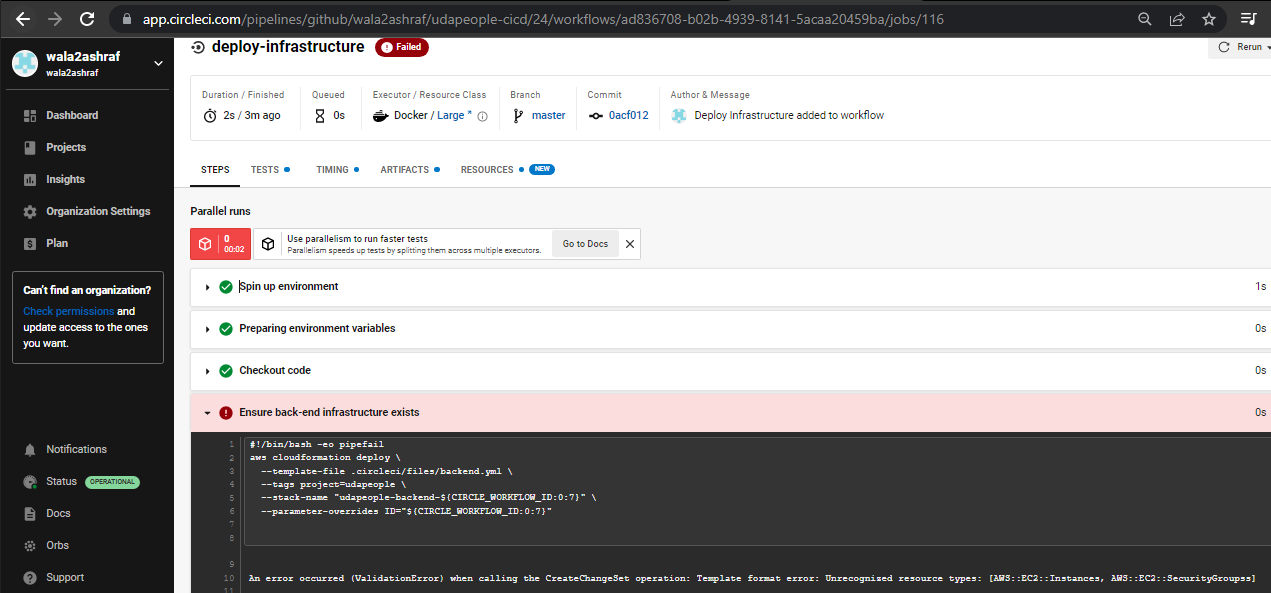 app.circleci.com/pipelines/github/wala2ashraf/udapeople-cicd/24/workflows/ad836708-b02b-4939-8141-5acaa20459ba/jobs/116
wala2ashraf
wala2ashraf
Dashboard
Projects
Insights
Organization Settings
Plan
Can't find an organization?
Check permissions and
update access to the ones
you want.
Notifications
Status OPERATIONAL
Docs
Orbs
Support
deploy-infrastructure Failed
Rerun
Duration / Finished Queued Executor / Resource Class Branch Commit Author & Message
2s / 3m ago 0s Docker / Large * master 0acf012 Deploy Infrastructure added to workflow
STEPS TESTS TIMING ARTIFACTS RESOURCES NEW
Parallel runs
0
00:02
Use parallelism to run faster tests
Parallelism speeds up tests by splitting them across multiple executors.
Go to Docs
Spin up environment 1s
Preparing environment variables 0s
Checkout code 0s
Ensure back-end infrastructure exists 0s
1 #!/bin/bash -eo pipefail
2 aws cloudformation deploy \
3 --template-file .circleci/files/backend.yml \
4 --tags project=udapeople \
5 --stack-name "udapeople-backend-${CIRCLE_WORKFLOW_ID:0:7}" \
6 --parameter-overrides ID="${CIRCLE_WORKFLOW_ID:0:7}"
7
8
9
10 An error occurred (ValidationError) when calling the CreateChangeSet operation: Template format error: Unrecognized resource types: [AWS::EC2::Instances, AWS::EC2::SecurityGroupss]
11